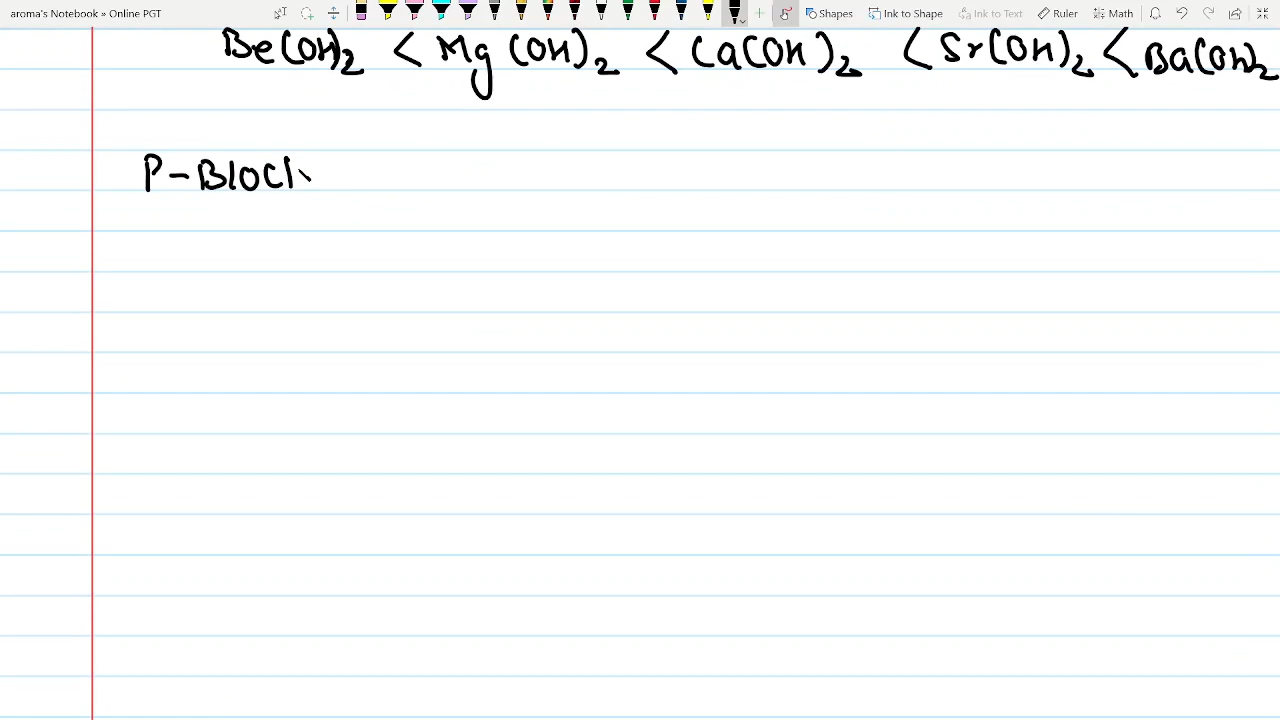 aroma's Notebook » Online PGT
Shapes Ink to Shape Ink to Text Ruler Math
Be(OH)2 < Mg(OH)2 < Ca(OH)2 < Sr(OH)2 < Ba(OH)2
P-Block